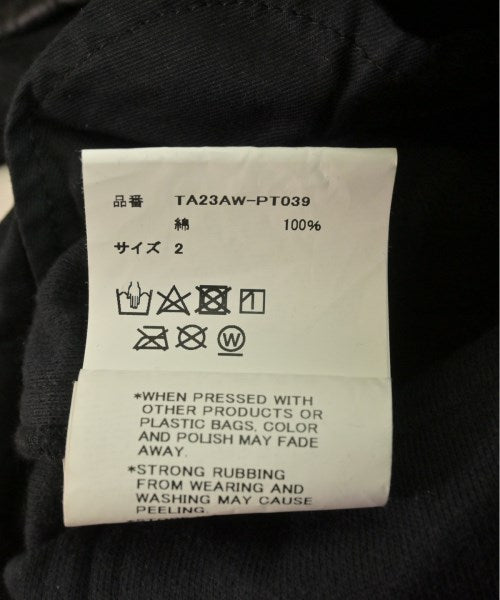 品番 TA23AW-PT039
綿 100%
サイズ 2
W
*WHEN PRESSED WITH
OTHER PRODUCTS OR
PLASTIC BAGS, COLOR
AND POLISH MAY FADE
AWAY.
*STRONG RUBBING
FROM WEARING AND
WASHING MAY CAUSE
PEELING.